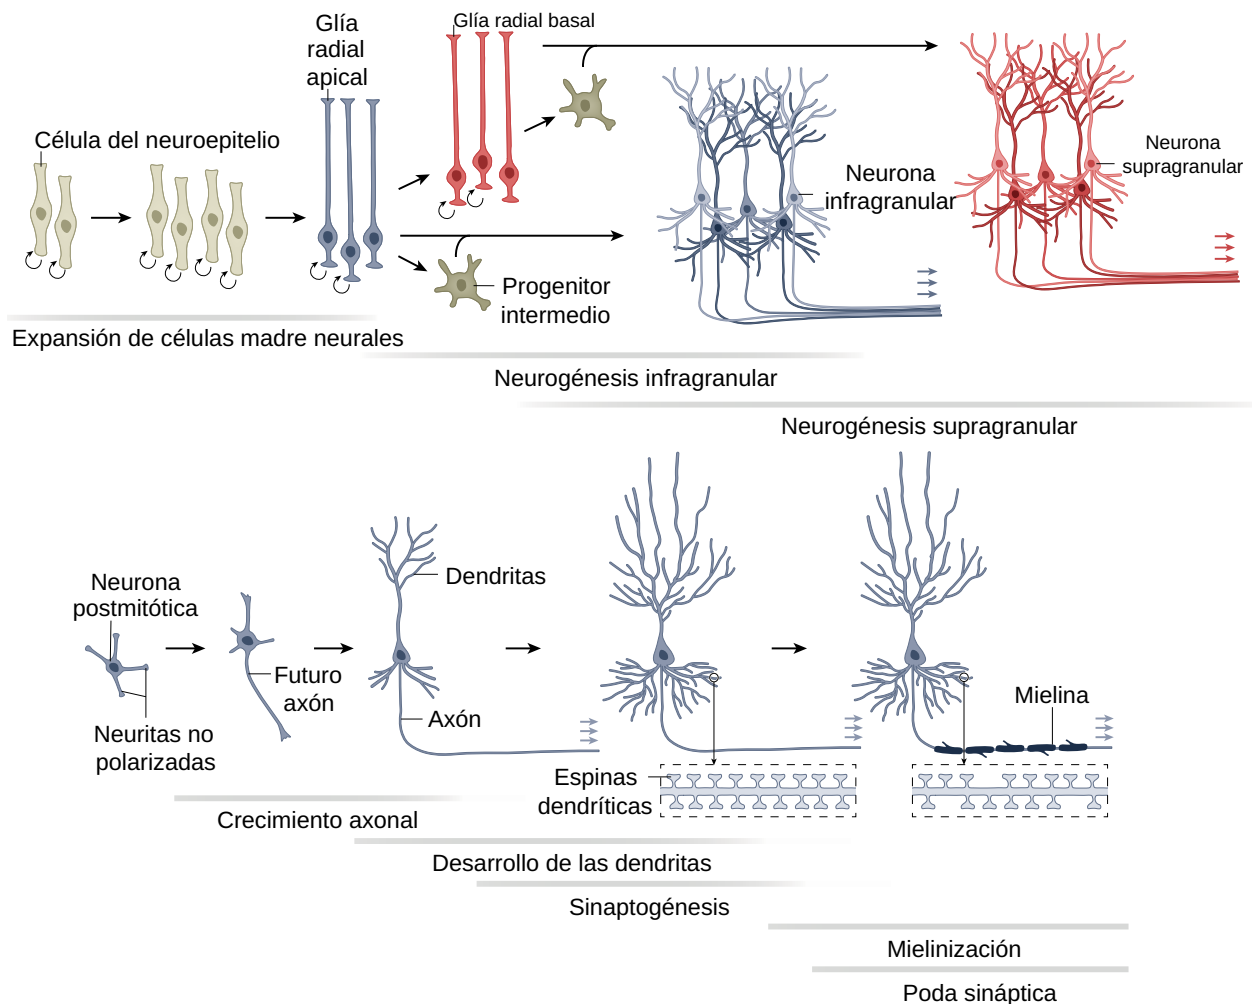 Glía
radial
apical
Glía radial basal
Célula del neuroepitelio
Neurona
supragranular
Neurona
infragranular
Progenitor
intermedio
Expansión de células madre neurales
Neurogénesis infragranular
Neurogénesis supragranular
Neurona
postmitótica
Dendritas
Futuro
axón
Axón
Neuritas no
polarizadas
Mielina
Espinas
dendríticas
Crecimiento axonal
Desarrollo de las dendritas
Sinaptogénesis
Mielinización
Poda sináptica